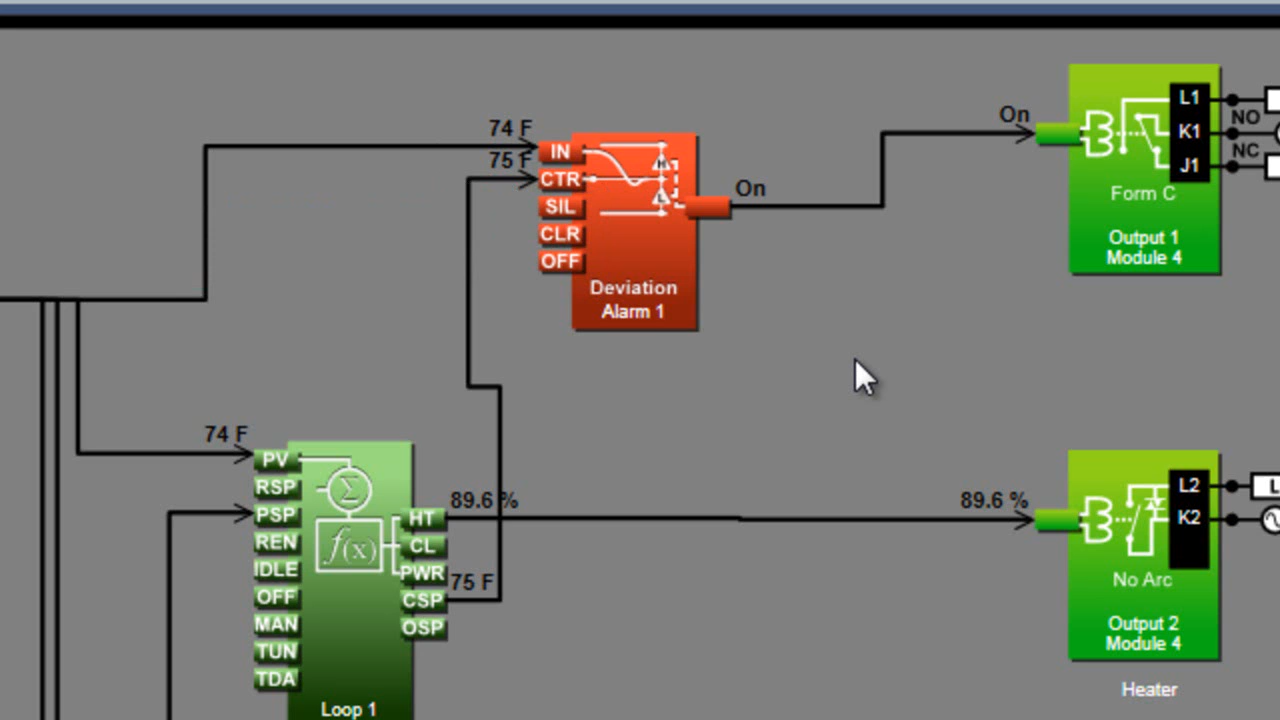 74 F
IN
75 F
CTR
SIL
CLR
OFF
H
L
Deviation
Alarm 1
On
On
L1
K1
J1
NO
NC
Form C
Output 1
Module 4
74 F
PV
RSP
PSP
REN
IDLE
OFF
MAN
TUN
TDA
Σ
f(x)
HT
CL
PWR
CSP
OSP
Loop 1
89.6 %
75 F
89.6 %
L2
K2
L
No Arc
Output 2
Module 4
Heater